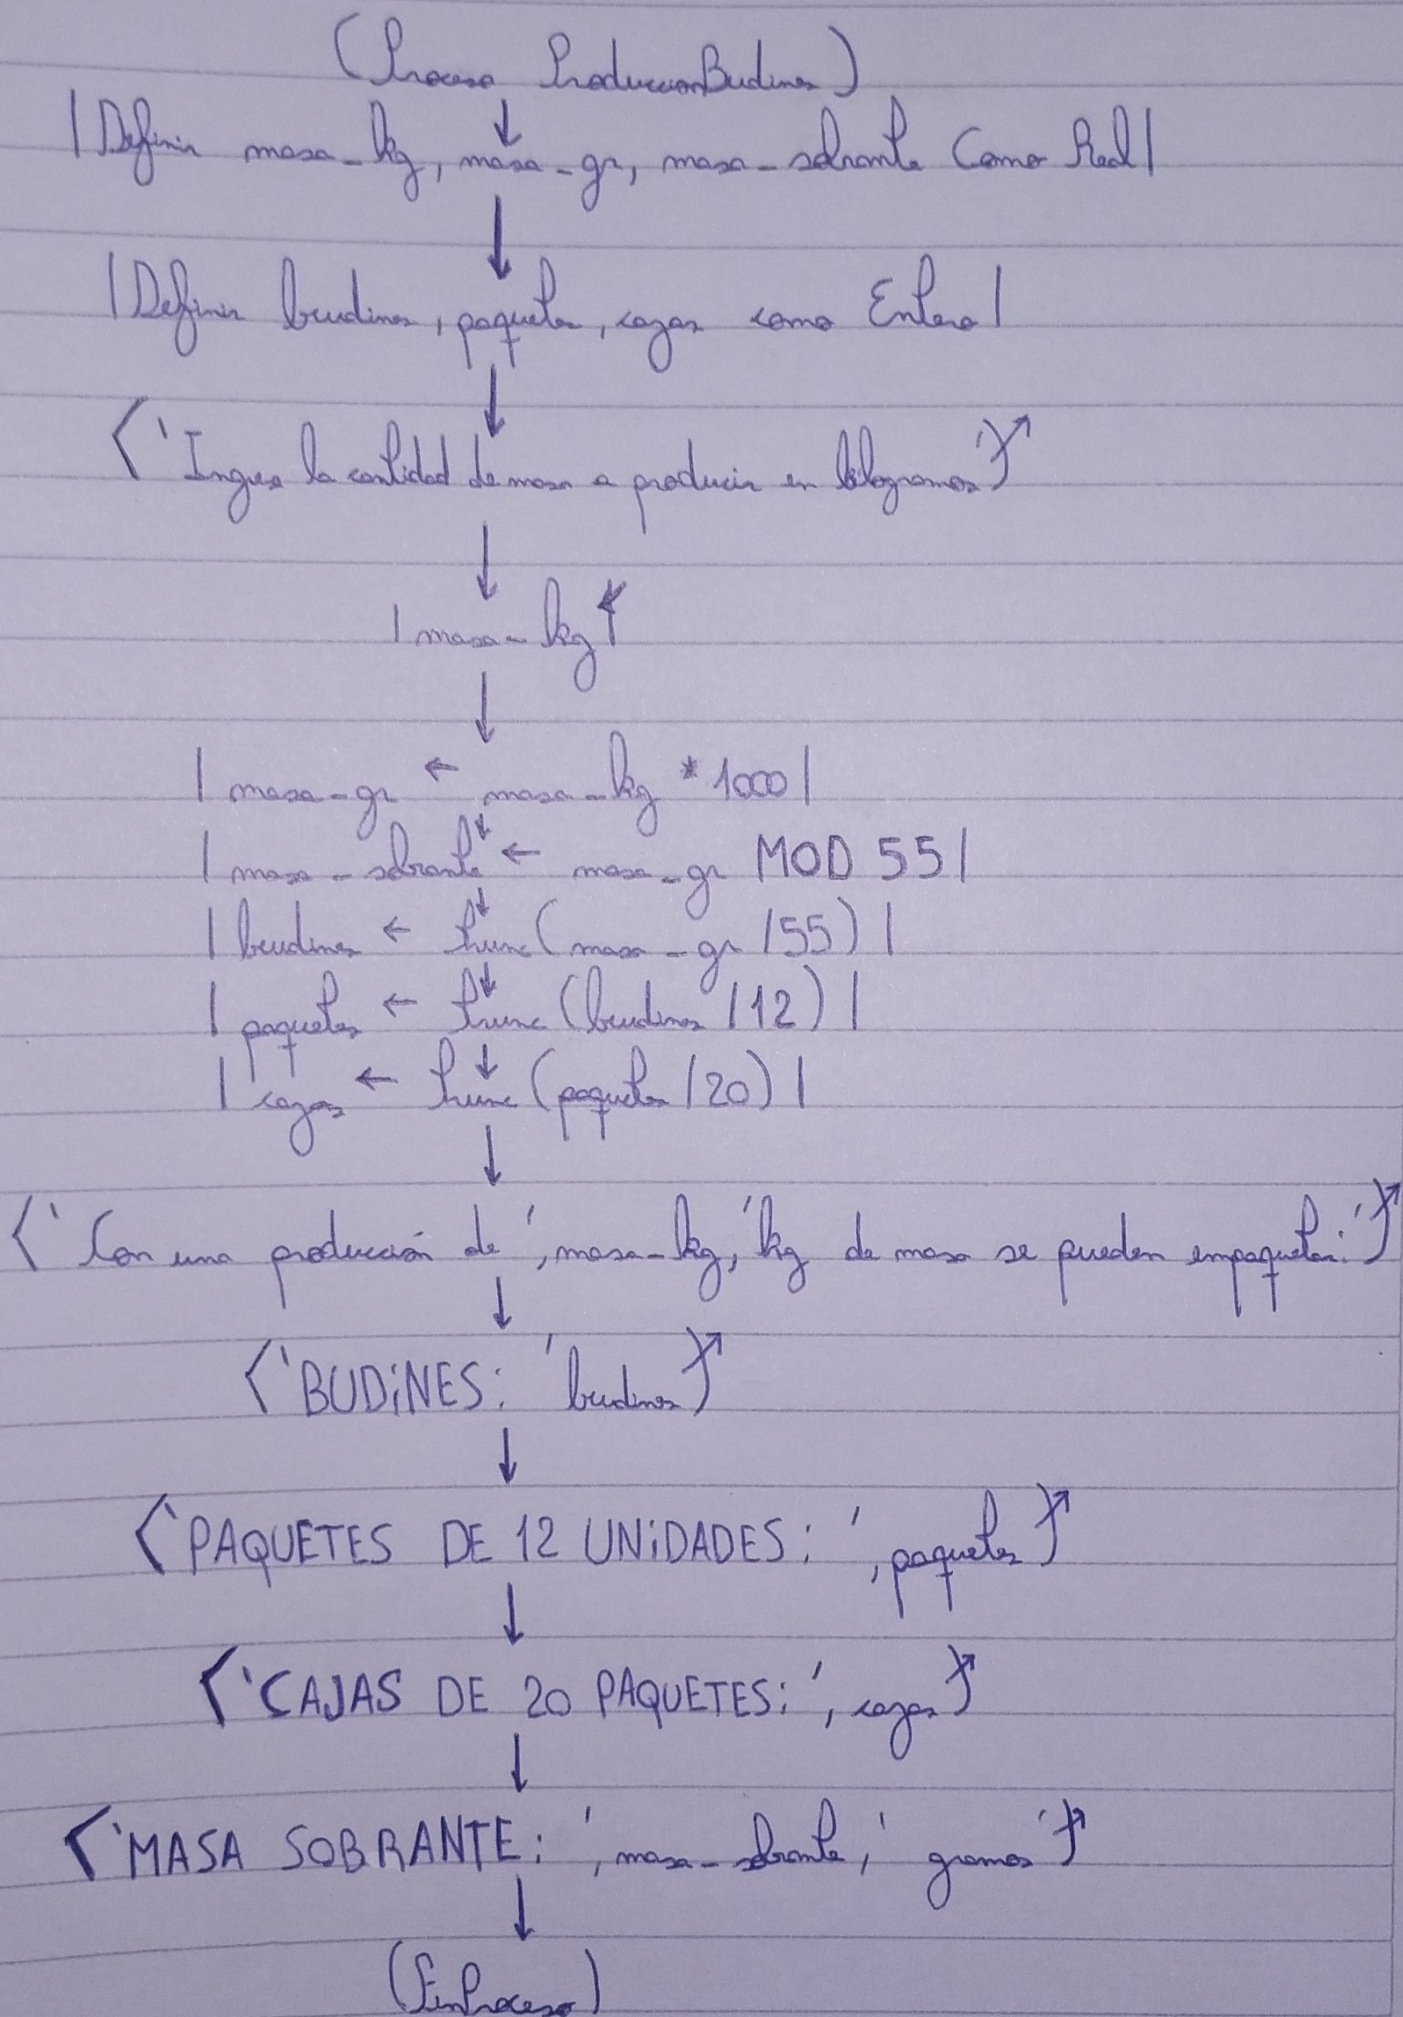 (Proceso ProduccionBudines)
↓
|Definir masa_kg, masa_gr, masa_sobrante Como Real|
↓
|Definir budines, paquetes, cajas como Entero|
↓
<'Ingrese la cantidad de masa a producir en kilogramos'>↗
↓
|masa_kg|↙
↓
|masa_gr ← masa_kg *1000|
↓
|masa_sobrante ← masa_gr MOD 55|
↓
|budines ← trunc(masa_gr /55)|
↓
|paquetes ← trunc(budines /12)|
↓
|cajas ← trunc(paquetes /20)|
↓
<'Con una producción de ', masa_kg, 'kg de masa se pueden empaquetar: '>↗
↓
<'BUDiNES: 'budines>↗
↓
<'PAQUETES DE 12 UNiDADES: ', paquetes>↗
↓
<'CAJAS DE 20 PAQUETES: ', cajas>↗
↓
<'MASA SOBRANTE: ', masa_sobrante, ' gramos'>↗
↓
(FinProceso)